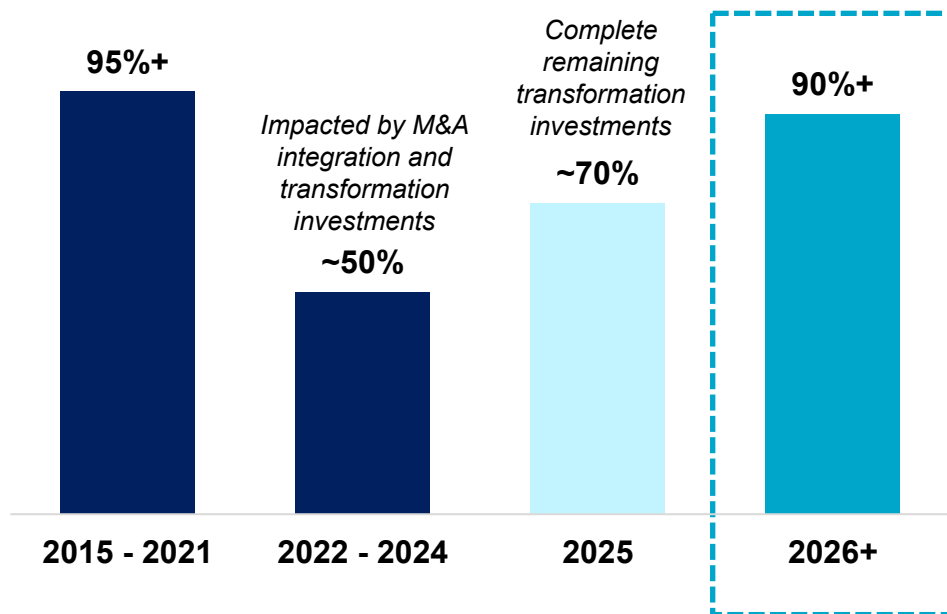 95%+
Impacted by M&A
integration and
transformation
investments
~50%
Complete
remaining
transformation
investments
~70%
90%+
2015 - 2021
2022 - 2024
2025
2026+